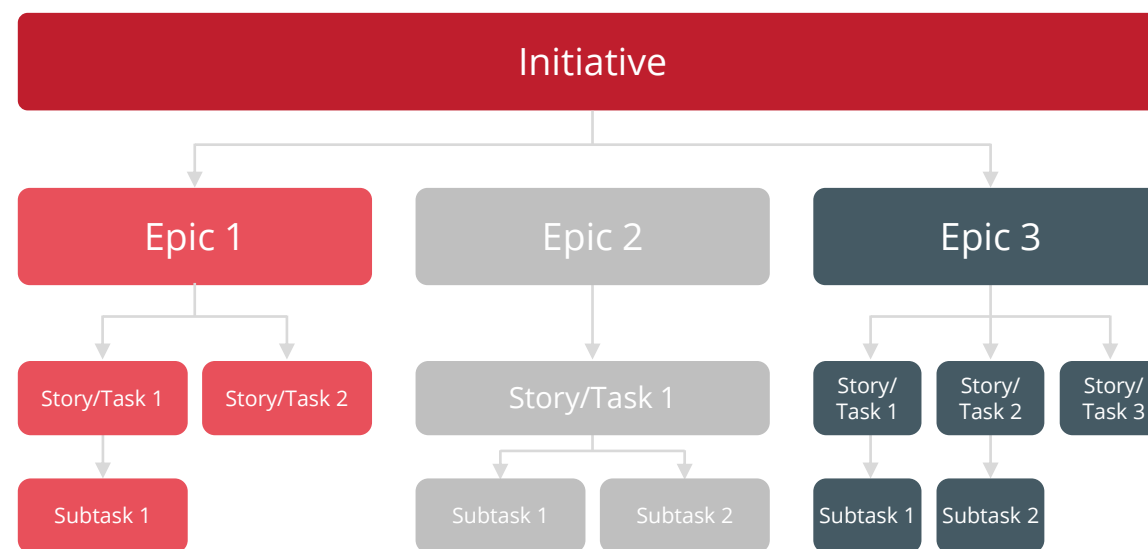 Initiative
Epic 1
Epic 2
Epic 3
Story/Task 1
Story/Task 2
Story/Task 1
Story/
Task 1
Story/
Task 2
Story/
Task 3
Subtask 1
Subtask 1
Subtask 2
Subtask 1
Subtask 2